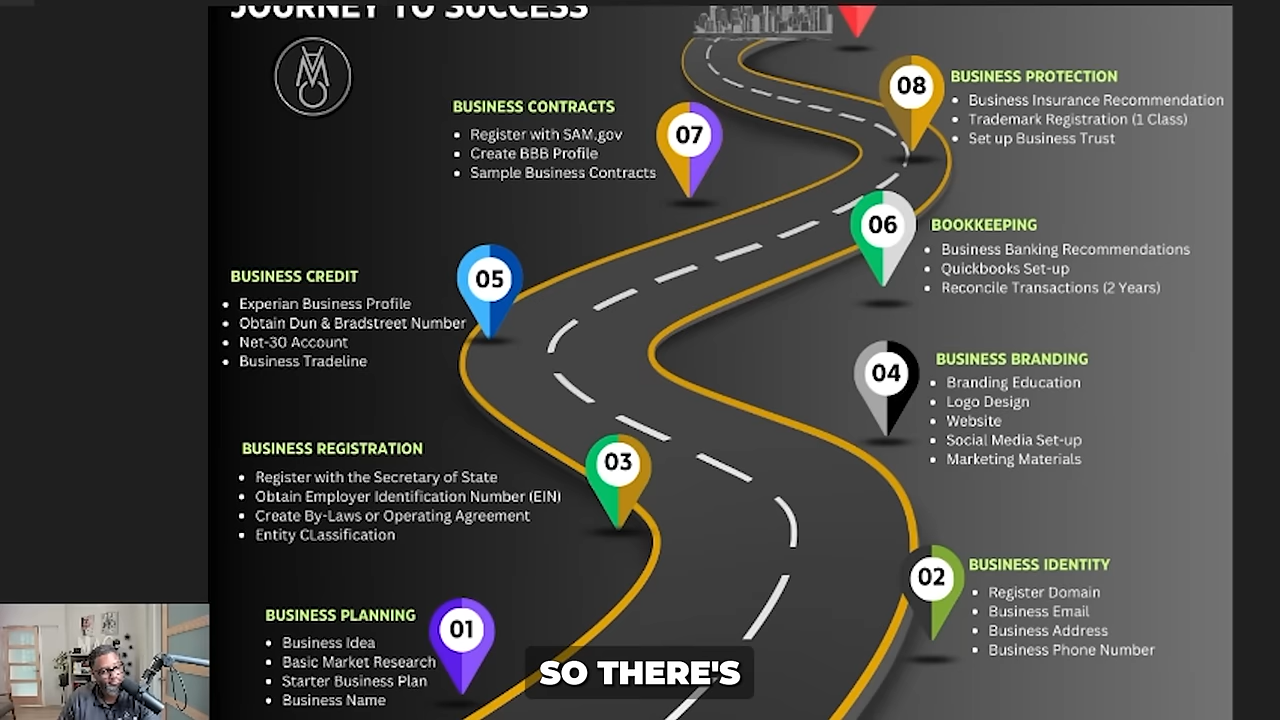 JOURNEY TO SUCCESS
08
BUSINESS PROTECTION
Business Insurance Recommendation
Trademark Registration (1 Class)
Set up Business Trust
BUSINESS CONTRACTS
07
Register with SAM.gov
Create BBB Profile
Sample Business Contracts
06
BOOKKEEPING
Business Banking Recommendations
Quickbooks Set-up
Reconcile Transactions (2 Years)
BUSINESS CREDIT
05
Experian Business Profile
Obtain Dun & Bradstreet Number
Net-30 Account
Business Tradeline
04
BUSINESS BRANDING
Branding Education
Logo Design
Website
Social Media Set-up
Marketing Materials
BUSINESS REGISTRATION
03
Register with the Secretary of State
Obtain Employer Identification Number (EIN)
Create By-Laws or Operating Agreement
Entity CLassification
02
BUSINESS IDENTITY
Register Domain
Business Email
Business Address
Business Phone Number
BUSINESS PLANNING
01
Business Idea
Basic Market Research
Starter Business Plan
Business Name
SO THERE'S